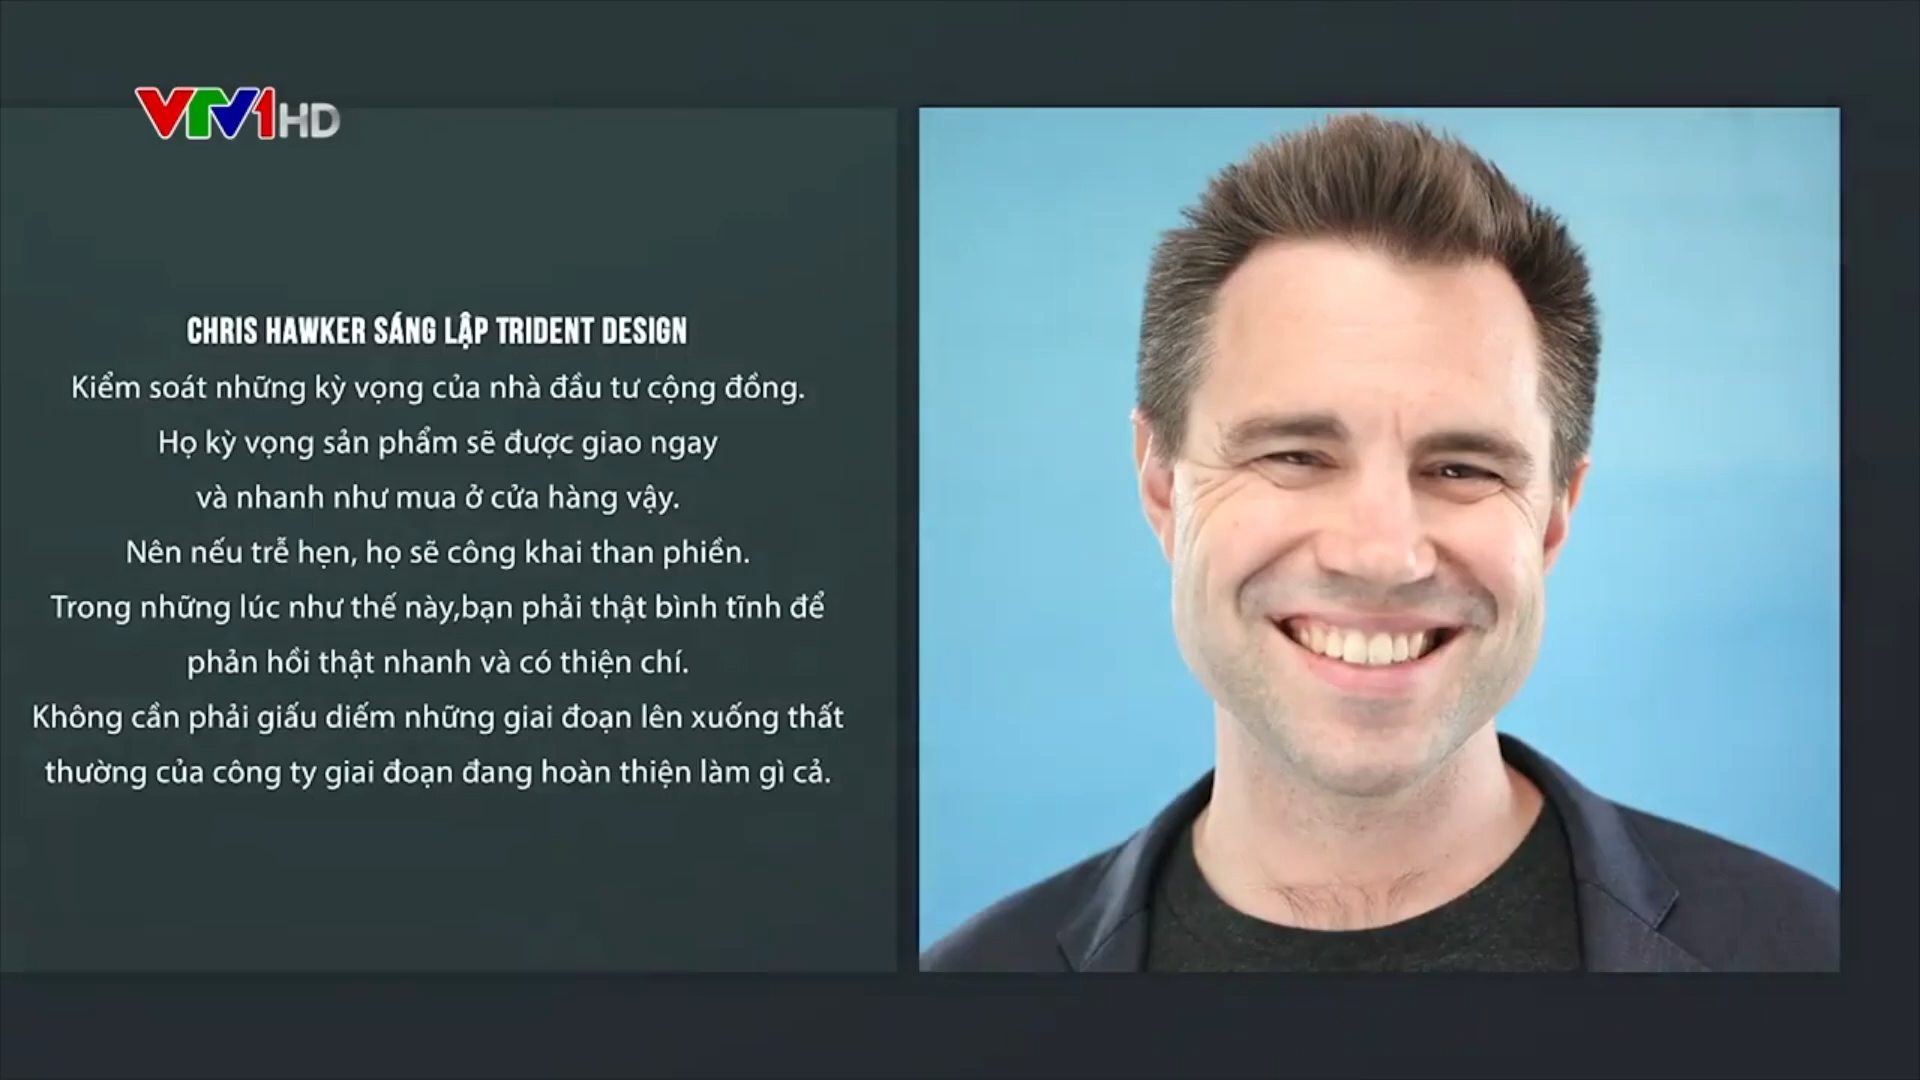 VTV1 HD
CHRIS HAWKER SÁNG LẬP TRIDENT DESIGN
Kiểm soát những kỳ vọng của nhà đầu tư cộng đồng.
Họ kỳ vọng sản phẩm sẽ được giao ngay
và nhanh như mua ở cửa hàng vậy.
Nên nếu trễ hẹn, họ sẽ công khai than phiền.
Trong những lúc như thế này,bạn phải thật bình tĩnh để
phản hồi thật nhanh và có thiện chí.
Không cần phải giấu diếm những giai đoạn lên xuống thất
thường của công ty giai đoạn đang hoàn thiện làm gì cả.